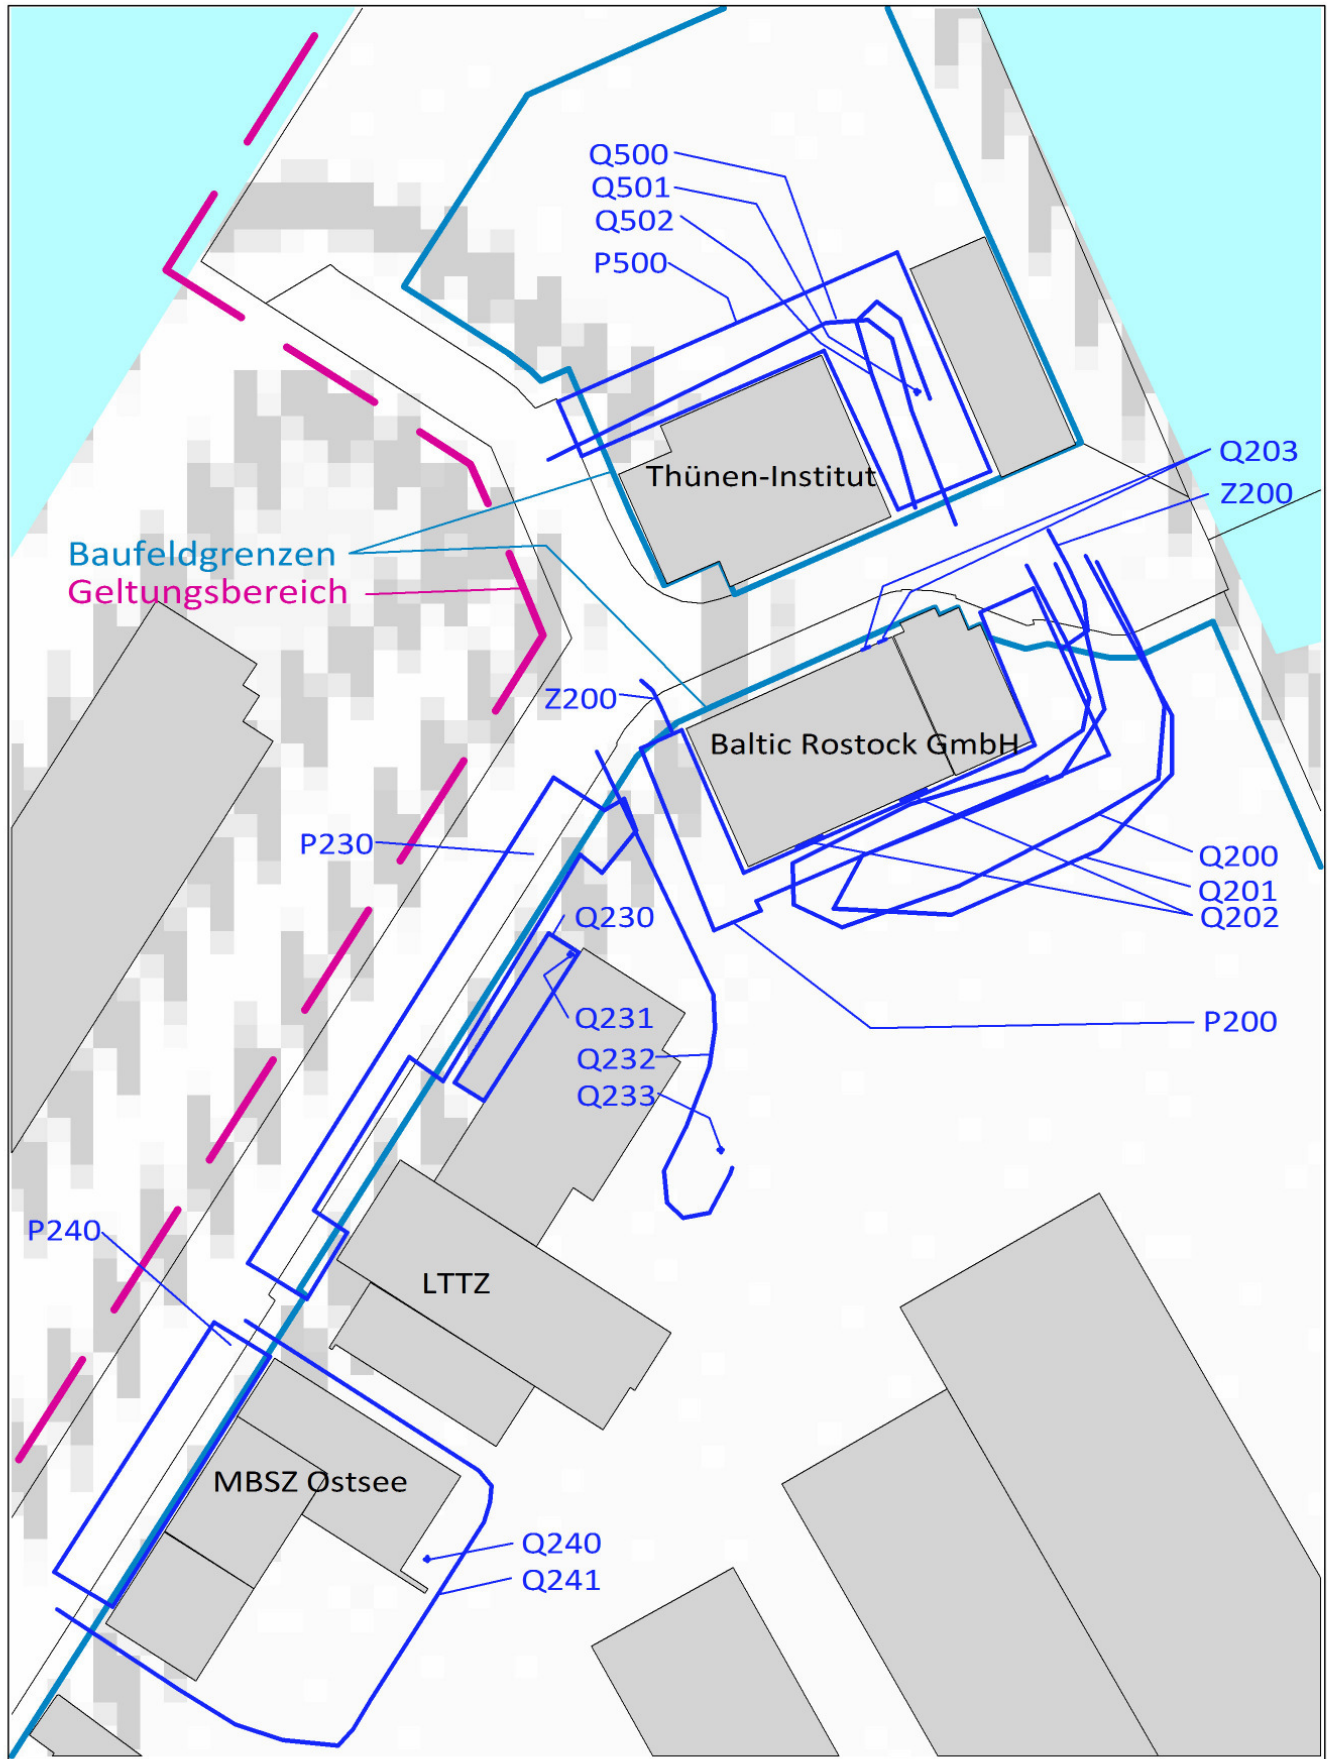 Q500
Q501
Q502
P500
Q203
Thünen-Institut
Z200
Baufeldgrenzen
Geltungsbereich
Z200
Baltic Rostock GmbH
P230
Q200
Q201
Q230
Q202
Q231
P200
Q232
Q233
P240
LTTZ
MBSZ Ostsee
Q240
Q241